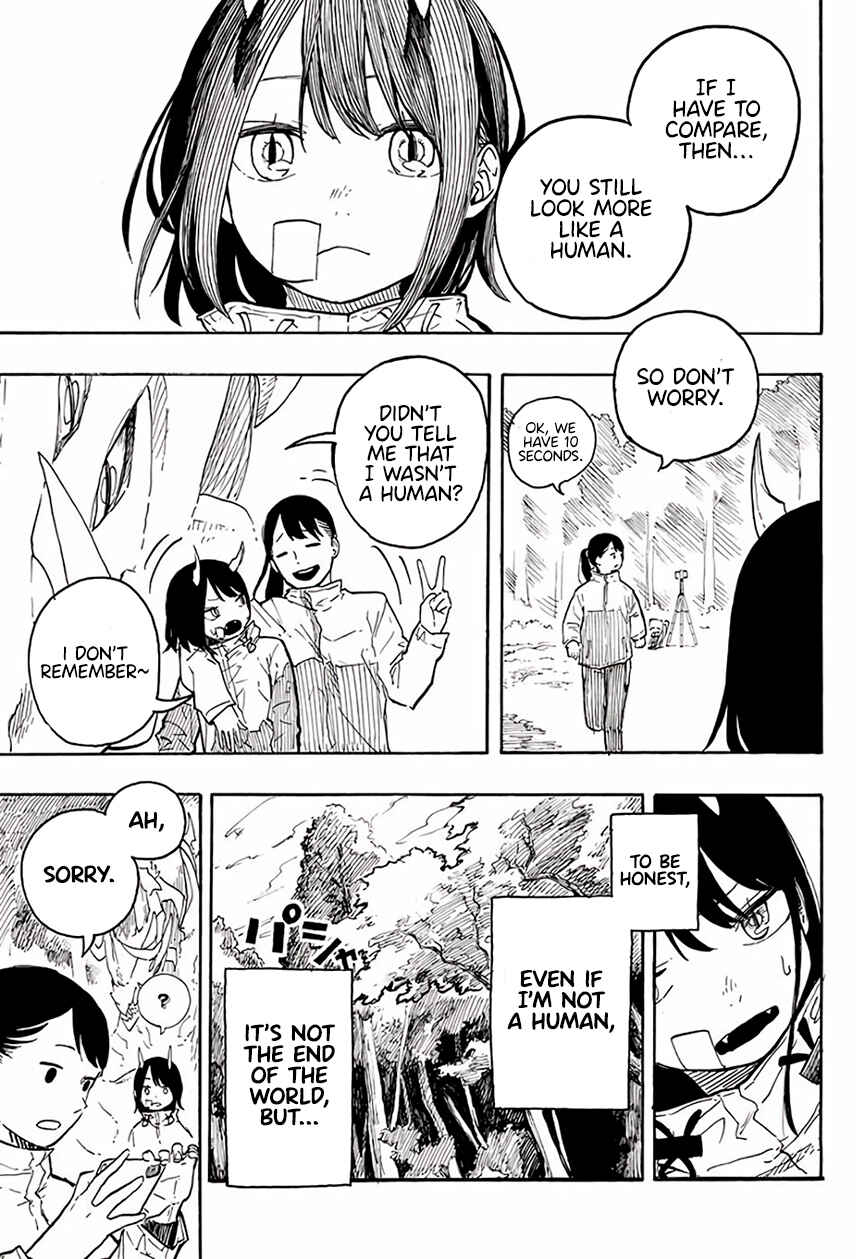 IF I
HAVE TO
COMPARE,
THEN...
YOU STILL
LOOK MORE
LIKE A
HUMAN.
SO DON'T
WORRY.
OK, WE
HAVE 10
SECONDS.
DIDN'T
YOU TELL
ME THAT
I WASN'T
A HUMAN?
I DON'T
REMEMBER~
TO BE
HONEST,
EVEN IF
I'M NOT
A HUMAN,
パシャ
IT'S NOT
THE END
OF THE
WORLD,
BUT...
AH,
SORRY.
?